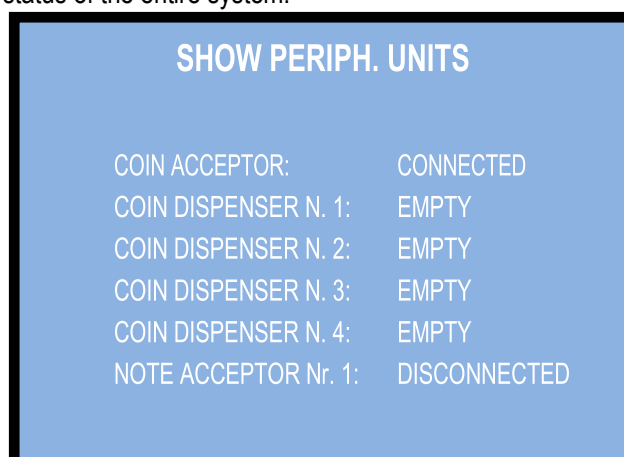 status of the entire system.
SHOW PERIPH. UNITS
COIN ACCEPTOR: CONNECTED
COIN DISPENSER N. 1: EMPTY
COIN DISPENSER N. 2: EMPTY
COIN DISPENSER N. 3: EMPTY
COIN DISPENSER N. 4: EMPTY
NOTE ACCEPTOR Nr. 1: DISCONNECTED